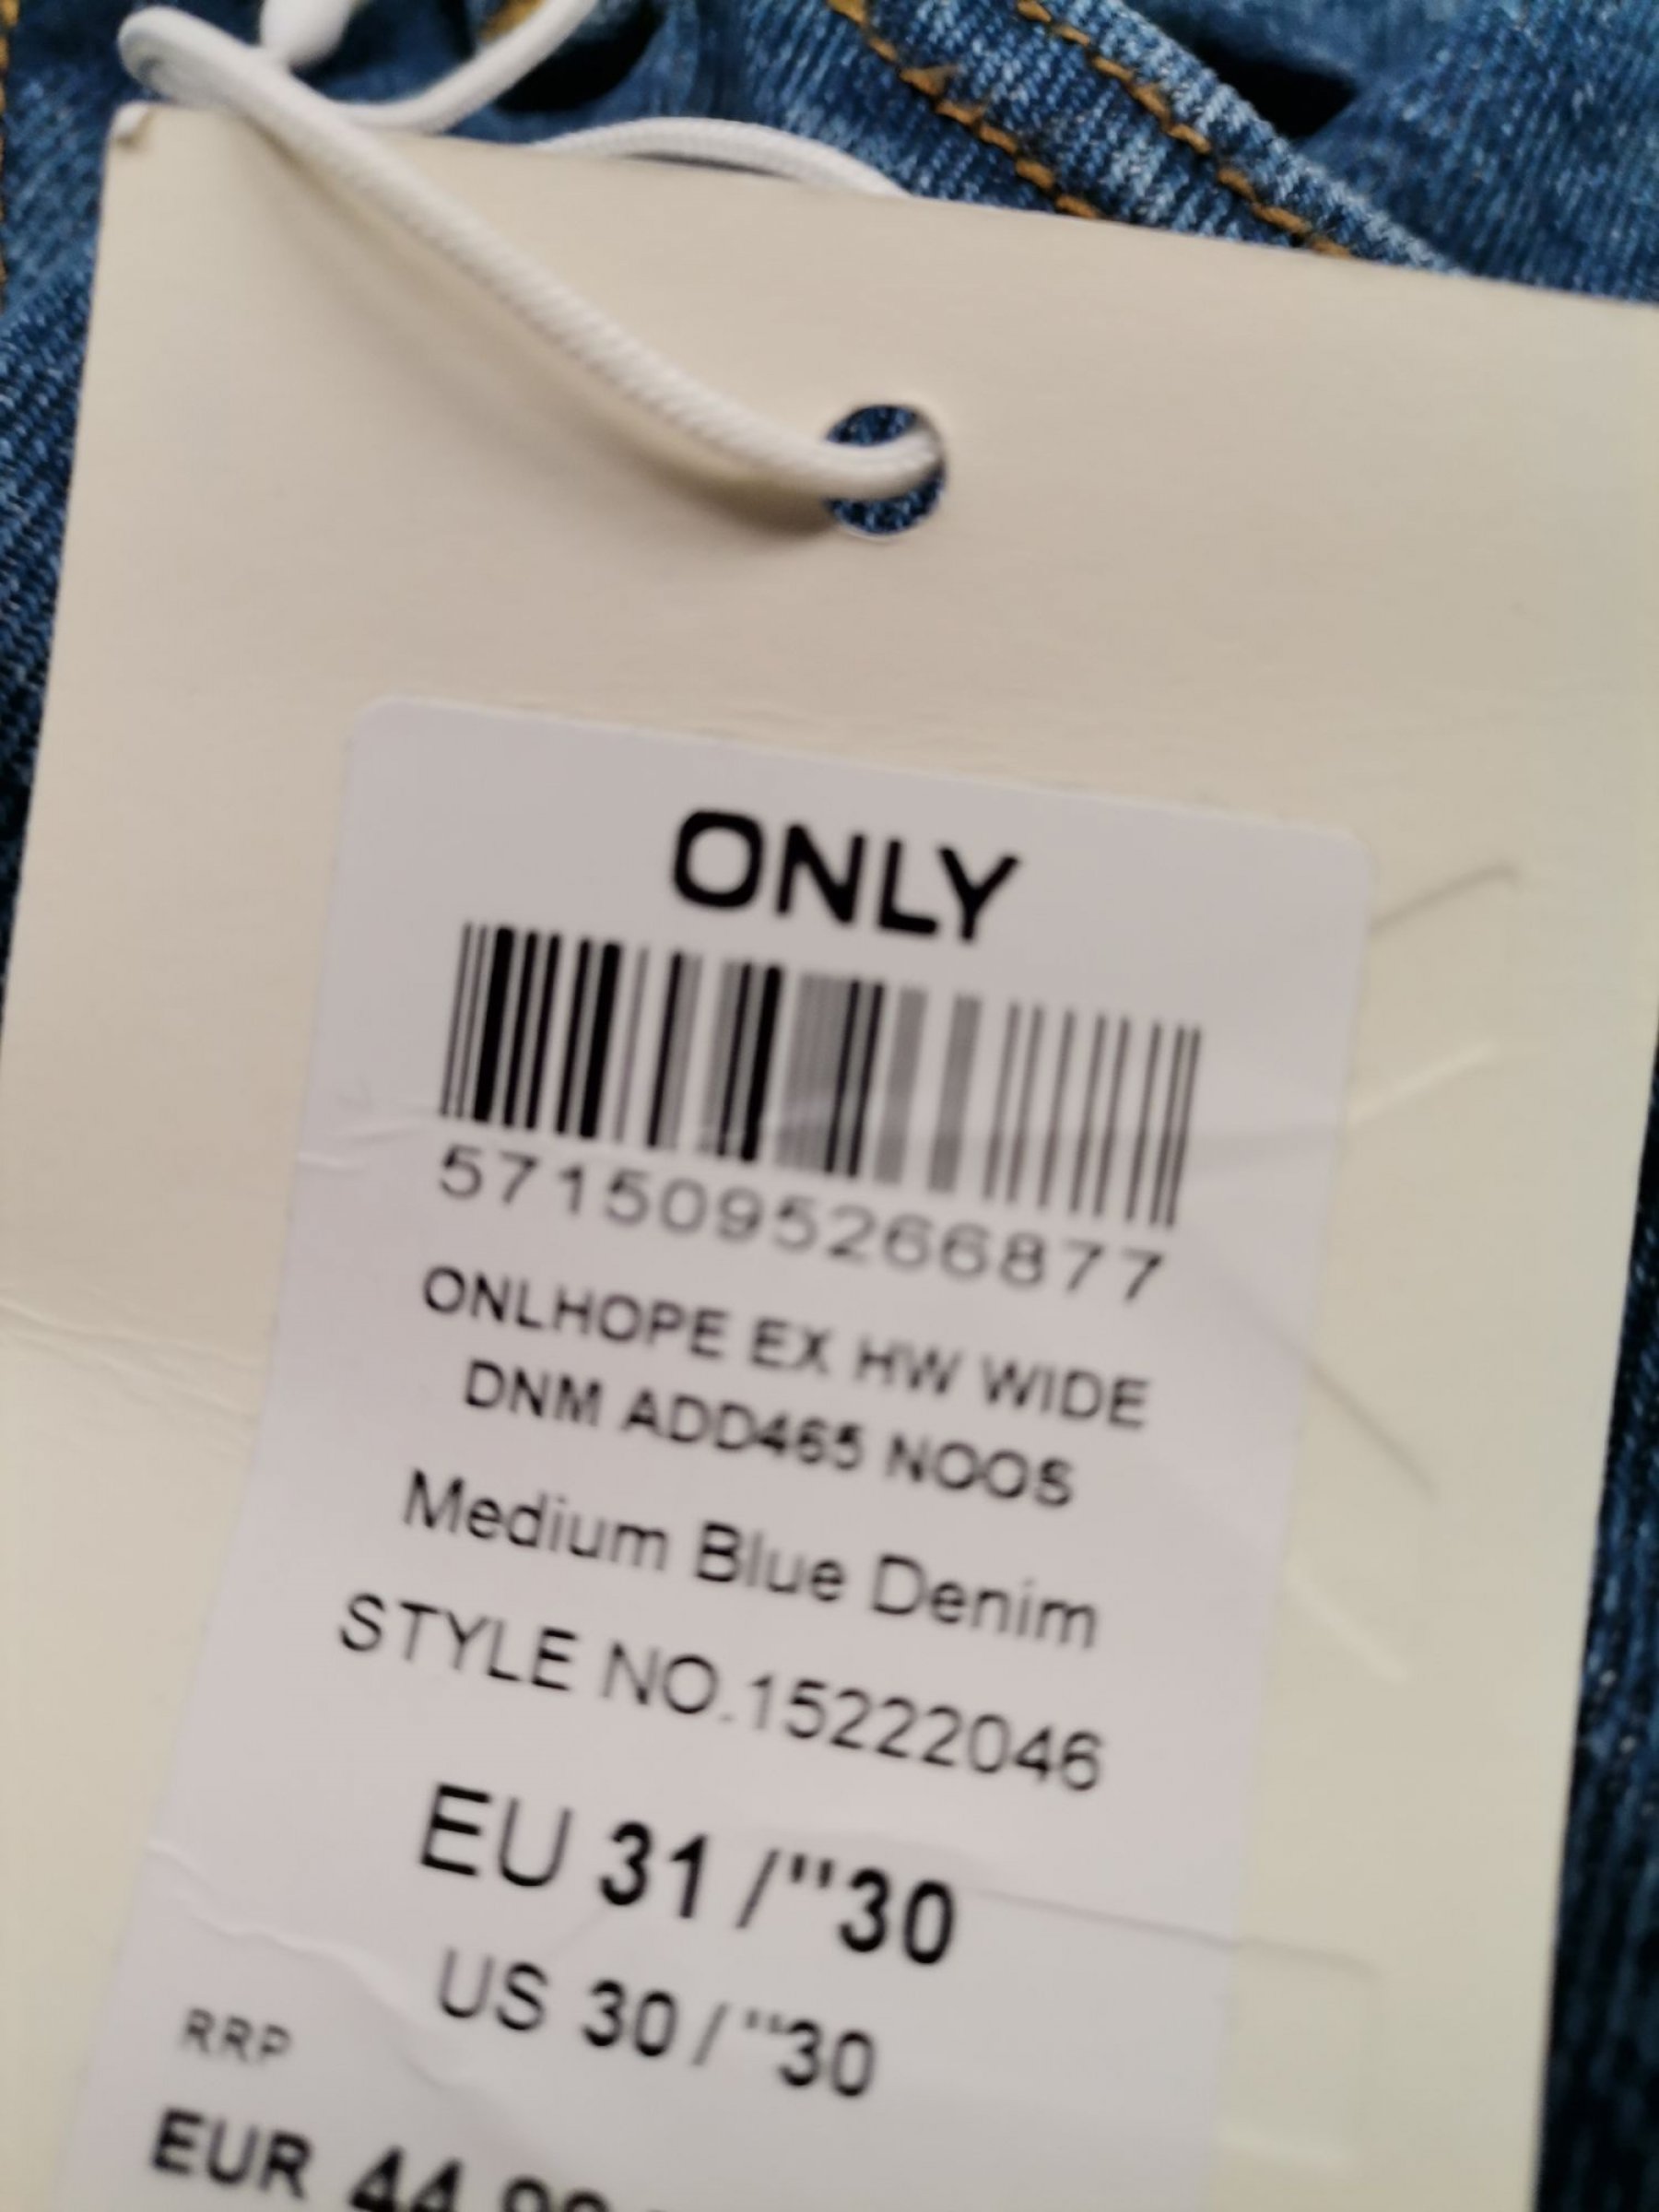 ONLY
5715095266877
ONLHOPE EX HW WIDE
DNM ADD465 NOOS
Medium Blue Denim
STYLE NO.15222046
EU 31 /"30
US 30 / "30
RRP
EUR 44